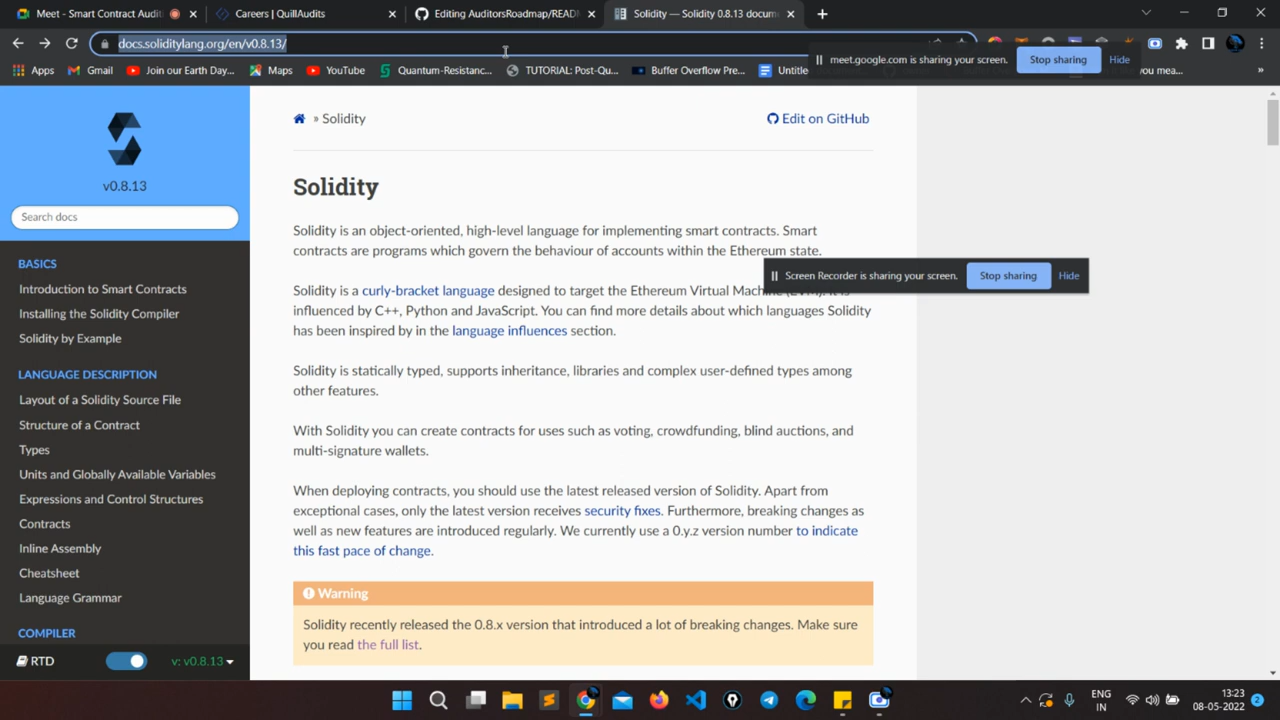 Meet - Smart Contract Audit
Careers | QuillAudits
Editing AuditorsRoadmap/READ
Solidity — Solidity 0.8.13 docum
docs.soliditylang.org/en/v0.8.13/
meet.google.com is sharing your screen.
Stop sharing
Hide
Apps
Gmail
Join our Earth Day...
Maps
YouTube
Quantum-Resistanc...
TUTORIAL: Post-Qu...
Buffer Overflow Pre...
Untitle
you mea...
v0.8.13
Search docs
BASICS
Introduction to Smart Contracts
Installing the Solidity Compiler
Solidity by Example
LANGUAGE DESCRIPTION
Layout of a Solidity Source File
Structure of a Contract
Types
Units and Globally Available Variables
Expressions and Control Structures
Contracts
Inline Assembly
Cheatsheet
Language Grammar
COMPILER
RTD
v: v0.8.13
» Solidity
Edit on GitHub
Solidity
Solidity is an object-oriented, high-level language for implementing smart contracts. Smart
contracts are programs which govern the behaviour of accounts within the Ethereum state.
Screen Recorder is sharing your screen.
Stop sharing
Hide
Solidity is a curly-bracket language designed to target the Ethereum Virtual Machine (EVM). It is
influenced by C++, Python and JavaScript. You can find more details about which languages Solidity
has been inspired by in the language influences section.
Solidity is statically typed, supports inheritance, libraries and complex user-defined types among
other features.
With Solidity you can create contracts for uses such as voting, crowdfunding, blind auctions, and
multi-signature wallets.
When deploying contracts, you should use the latest released version of Solidity. Apart from
exceptional cases, only the latest version receives security fixes. Furthermore, breaking changes as
well as new features are introduced regularly. We currently use a 0.y.z version number to indicate
this fast pace of change.
Warning
Solidity recently released the 0.8.x version that introduced a lot of breaking changes. Make sure
you read the full list.
ENG
IN
13:23
08-05-2022
2